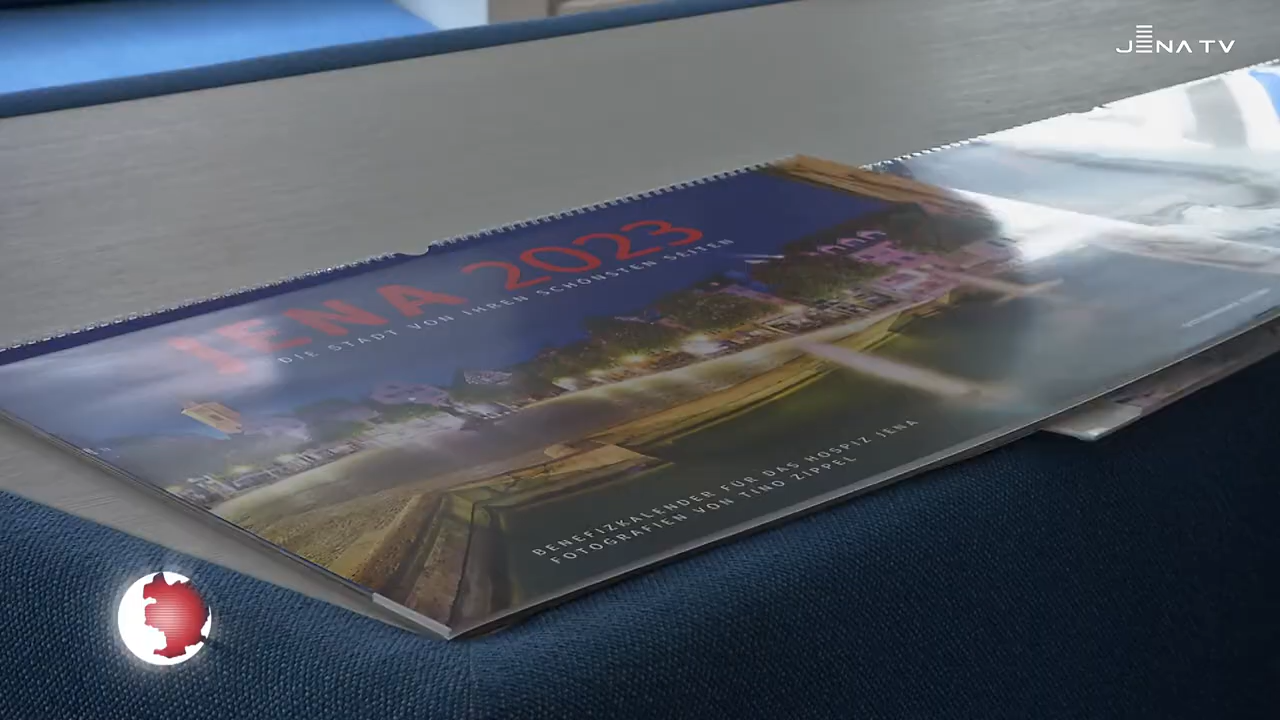 JENA TV
JENA 2023
DIE STADT VON IHREN SCHÖNSTEN SEITEN
BENEFIZKALENDER FÜR DAS HOSPIZ JENA
FOTOGRAFIEN VON TINO ZIPPEL